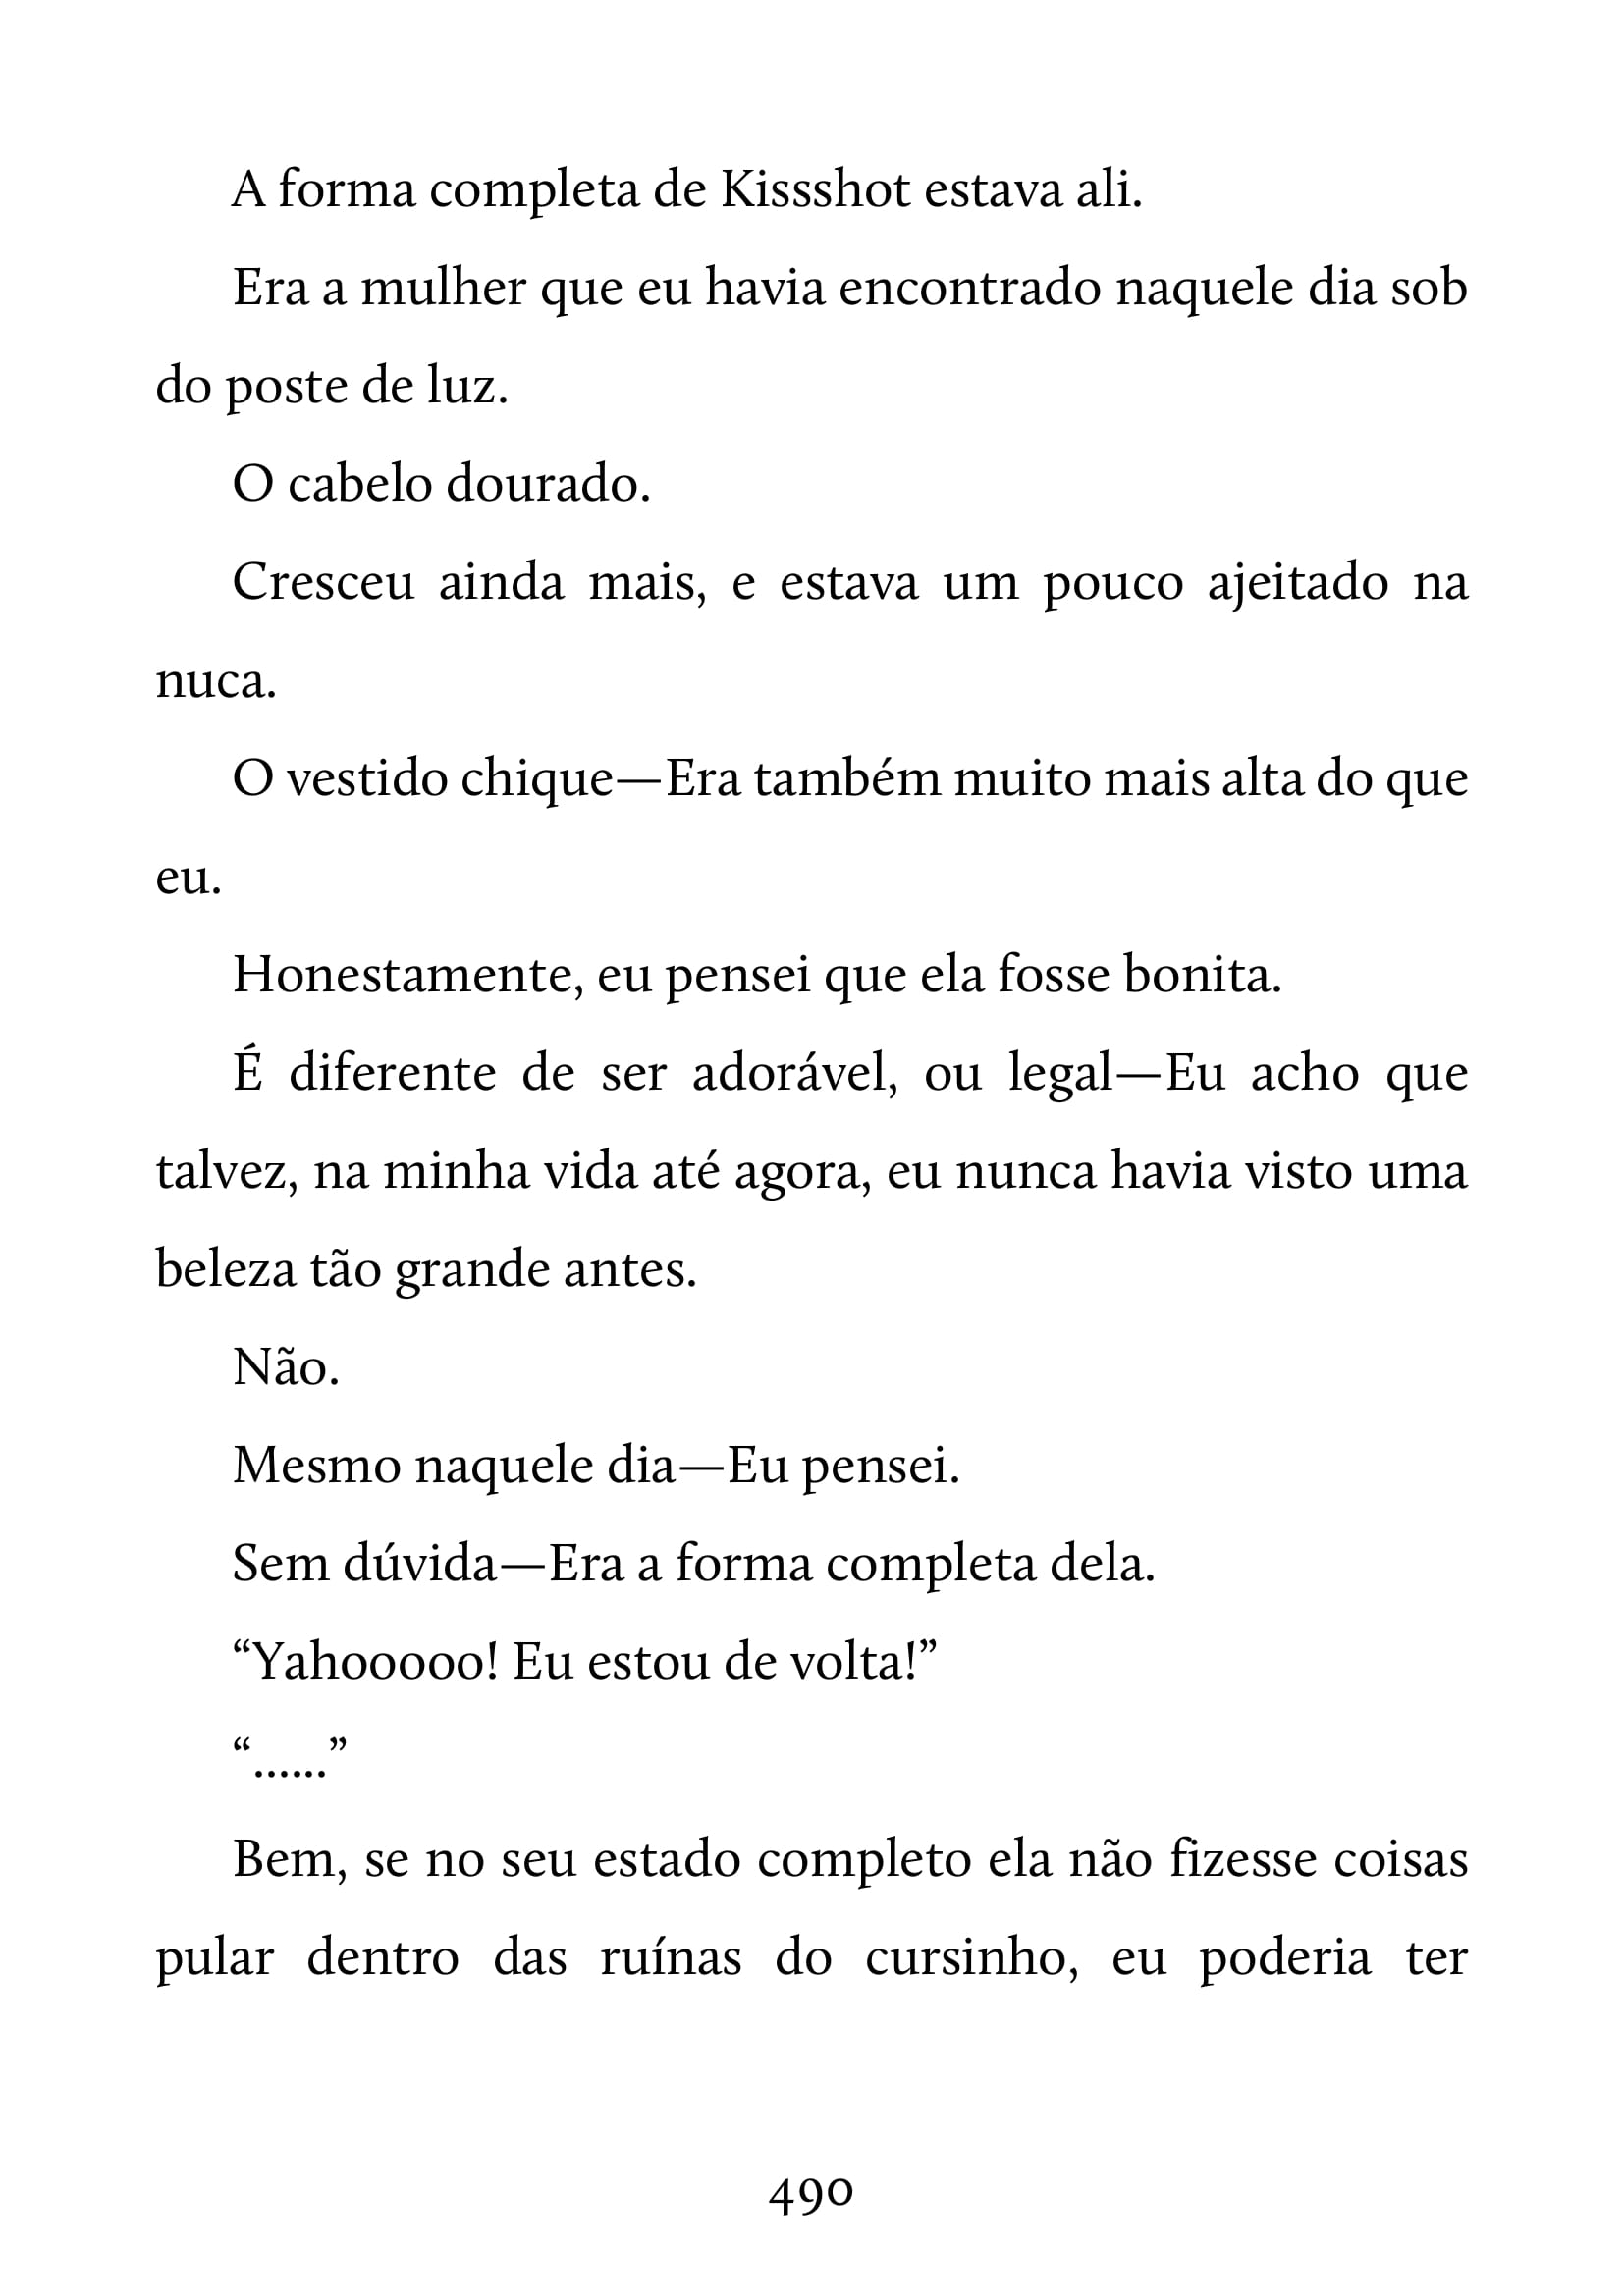 A forma completa de Kissshot estava ali.
Era a mulher que eu havia encontrado naquele dia sob
do poste de luz.
O cabelo dourado.
Cresceu ainda mais, e estava um pouco ajeitado na
nuca.
O vestido chique—Era também muito mais alta do que
eu.
Honestamente, eu pensei que ela fosse bonita.
É diferente de ser adorável, ou legal—Eu acho que
talvez, na minha vida até agora, eu nunca havia visto uma
beleza tão grande antes.
Não.
Mesmo naquele dia—Eu pensei.
Sem dúvida—Era a forma completa dela.
“Yahooooo! Eu estou de volta!”
“......”
Bem, se no seu estado completo ela não fizesse coisas
pular dentro das ruínas do cursinho, eu poderia ter
490